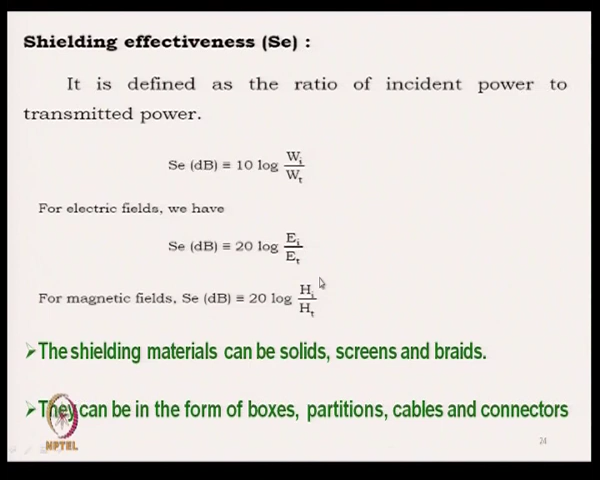 Shielding effectiveness (Se) :
It is defined as the ratio of incident power to
transmitted power.
Se (dB) ≡ 10 log Wi/Wt
For electric fields, we have
Se (dB) ≡ 20 log Ei/Et
For magnetic fields, Se (dB) ≡ 20 log Hi/Ht
➢The shielding materials can be solids, screens and braids.
➢They can be in the form of boxes, partitions, cables and connectors
NPTEL
24